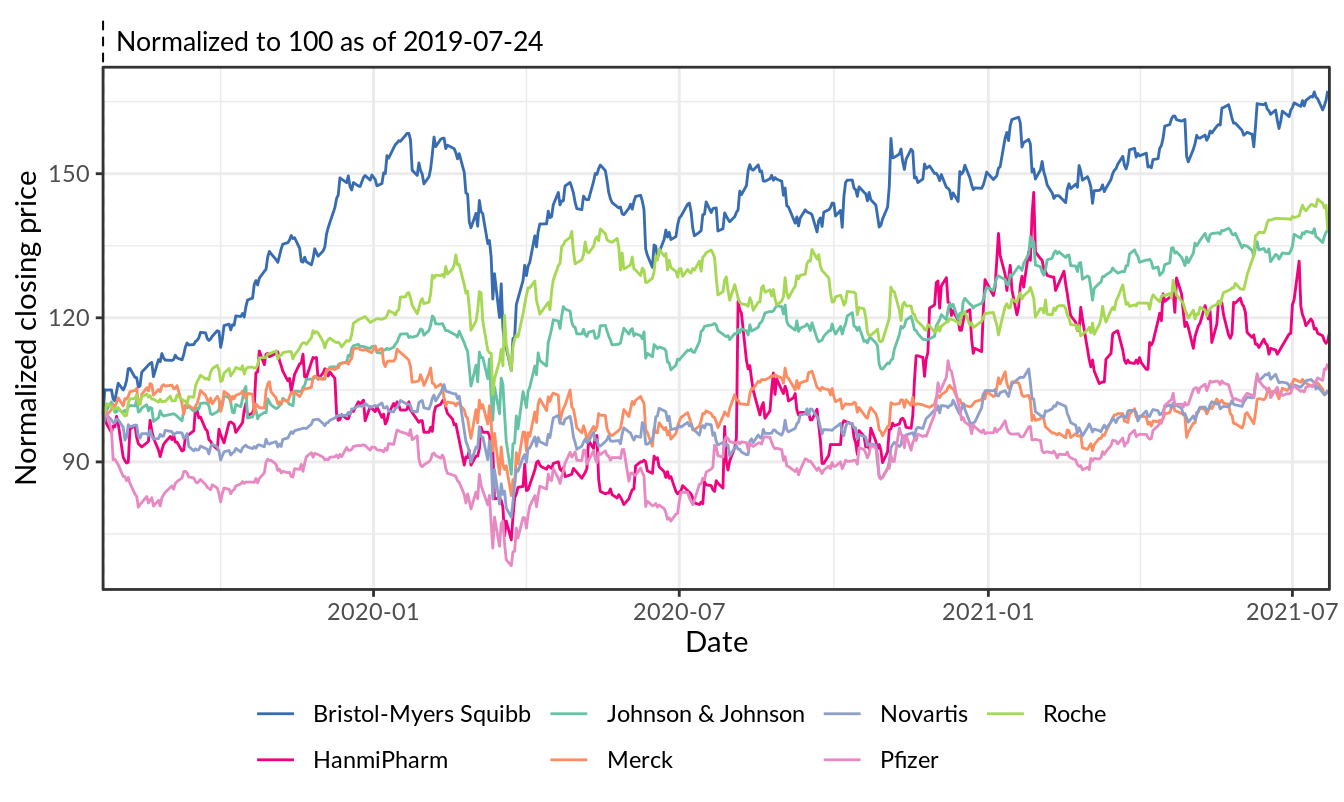 Normalized to 100 as of 2019-07-24
Normalized closing price
150
120
90
2020-01 2020-07 2021-01 2021-07
Date
Bristol-Myers Squibb Johnson & Johnson Novartis Roche
HanmiPharm Merck Pfizer